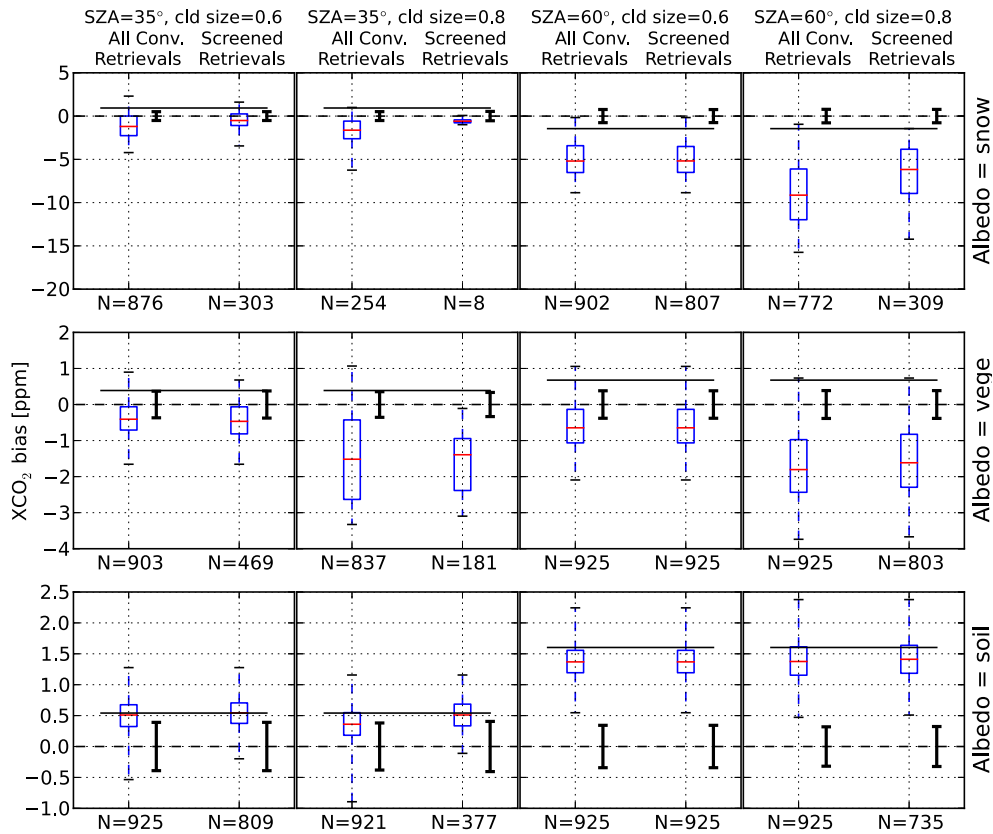 SZA=35°, cld size=0.6 SZA=35°, cld size=0.8 SZA=60°, cld size=0.6 SZA=60°, cld size=0.8
All Conv. Screened All Conv. Screened All Conv. Screened All Conv. Screened
Retrievals Retrievals Retrievals Retrievals Retrievals Retrievals Retrievals Retrievals
5
0
−5
−10
−15
−20
Albedo = snow
N=876 N=303 N=254 N=8 N=902 N=807 N=772 N=309
XCO₂ bias [ppm]
2
1
0
−1
−2
−3
−4
Albedo = vege
N=903 N=469 N=837 N=181 N=925 N=925 N=925 N=803
2.5
2.0
1.5
1.0
0.5
0.0
−0.5
−1.0
Albedo = soil
N=925 N=809 N=921 N=377 N=925 N=925 N=925 N=735